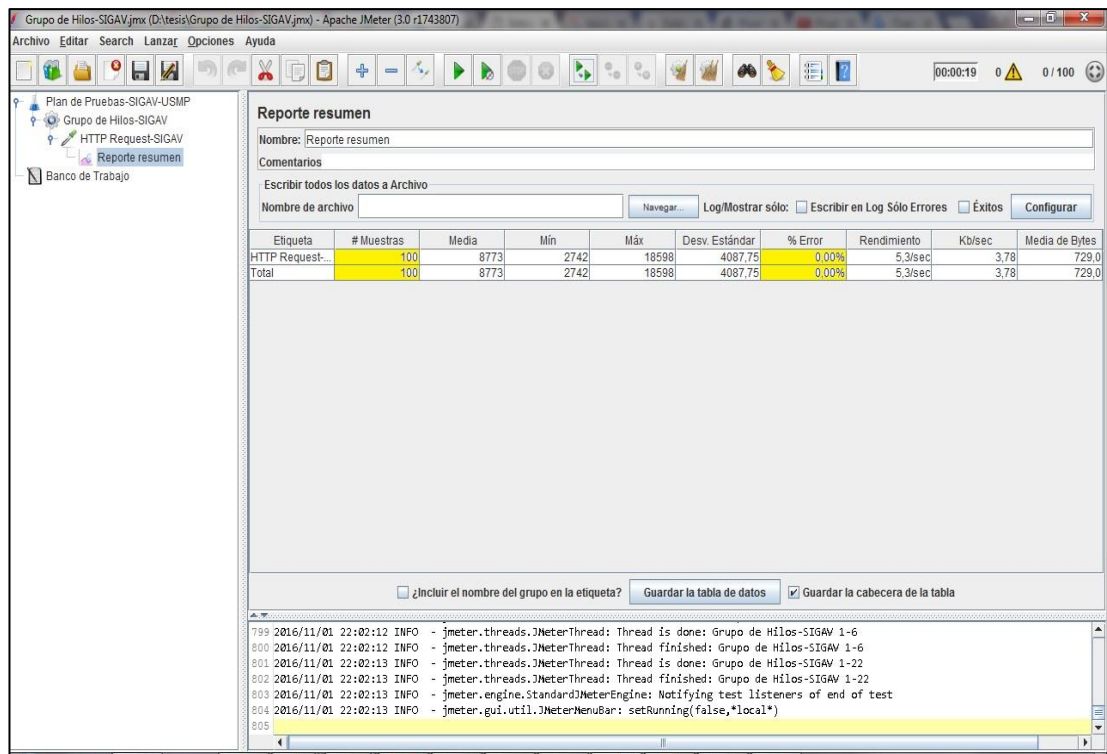 Grupo de Hilos-SIGAV.jmx (D:\tesis\Grupo de Hilos-SIGAV.jmx) - Apache JMeter (3.0 r1743807)
Archivo Editar Search Lanzar Opciones Ayuda
00:00:19 0 0 / 100
Plan de Pruebas-SIGAV-USMP
Grupo de Hilos-SIGAV
HTTP Request-SIGAV
Reporte resumen
Banco de Trabajo
Reporte resumen
Nombre: Reporte resumen
Comentarios
Escribir todos los datos a Archivo
Nombre de archivo Navegar... Log/Mostrar sólo: Escribir en Log Sólo Errores Éxitos Configurar
Etiqueta # Muestras Media Mín Máx Desv. Estándar % Error Rendimiento Kb/sec Media de Bytes
HTTP Request-... 100 8773 2742 18598 4087,75 0,00% 5,3/sec 3,78 729,0
Total 100 8773 2742 18598 4087,75 0,00% 5,3/sec 3,78 729,0
¿Incluir el nombre del grupo en la etiqueta? Guardar la tabla de datos Guardar la cabecera de la tabla
799 2016/11/01 22:02:12 INFO - jmeter.threads.JMeterThread: Thread is done: Grupo de Hilos-SIGAV 1-6
800 2016/11/01 22:02:12 INFO - jmeter.threads.JMeterThread: Thread finished: Grupo de Hilos-SIGAV 1-6
801 2016/11/01 22:02:13 INFO - jmeter.threads.JMeterThread: Thread is done: Grupo de Hilos-SIGAV 1-22
802 2016/11/01 22:02:13 INFO - jmeter.threads.JMeterThread: Thread finished: Grupo de Hilos-SIGAV 1-22
803 2016/11/01 22:02:13 INFO - jmeter.engine.StandardJMeterEngine: Notifying test listeners of end of test
804 2016/11/01 22:02:13 INFO - jmeter.gui.util.JMeterMenuBar: setRunning(false,*local*)
805